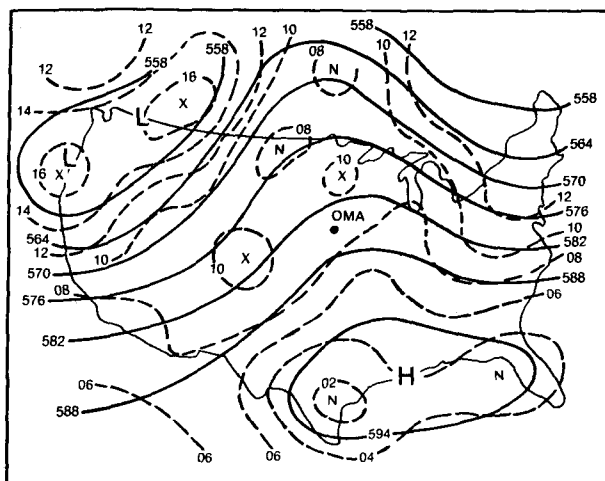 12 12 558 12 10 08 558 10 12
558 16 N
14 X L 558
08 564
L N 10 570
16 X X 12
14 576
564 OMA 10
12 10 582
570 10 X 08
576 08 588
06
582
06 02 H N
588 N
594
06 06 04